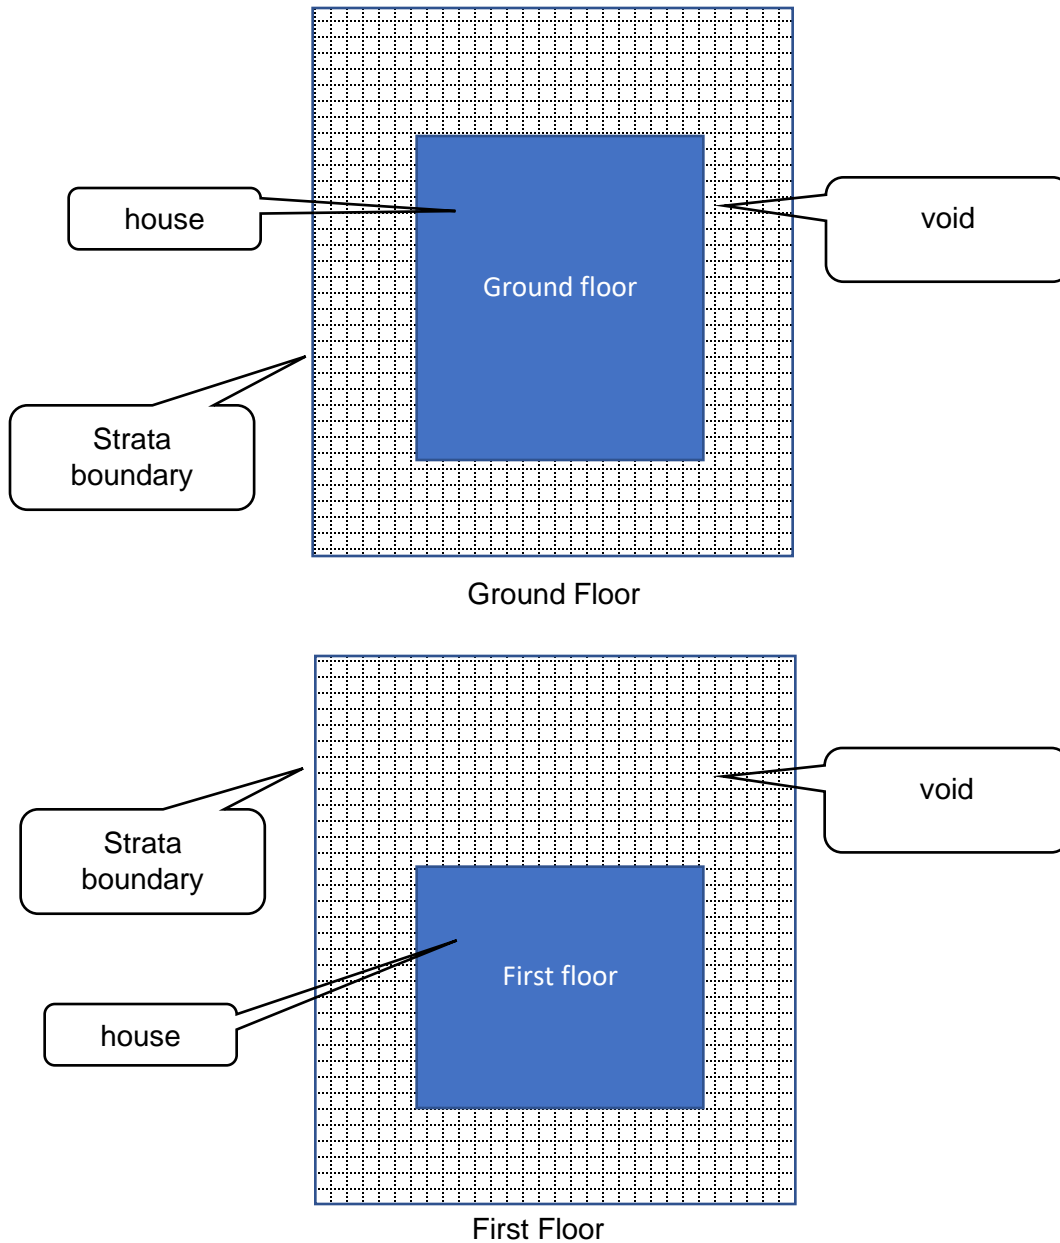 house
void
Ground floor
Strata
boundary
Ground Floor
void
Strata
boundary
First floor
house
First Floor